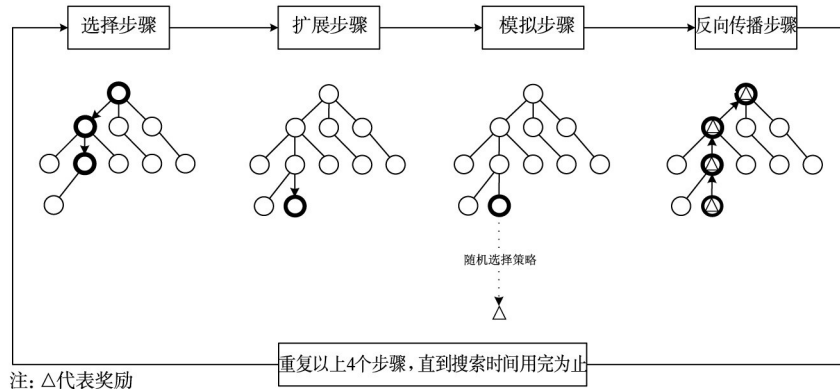 选择步骤
扩展步骤
模拟步骤
反向传播步骤
随机选择策略
重复以上4个步骤，直到搜索时间用完为止
注: △代表奖励